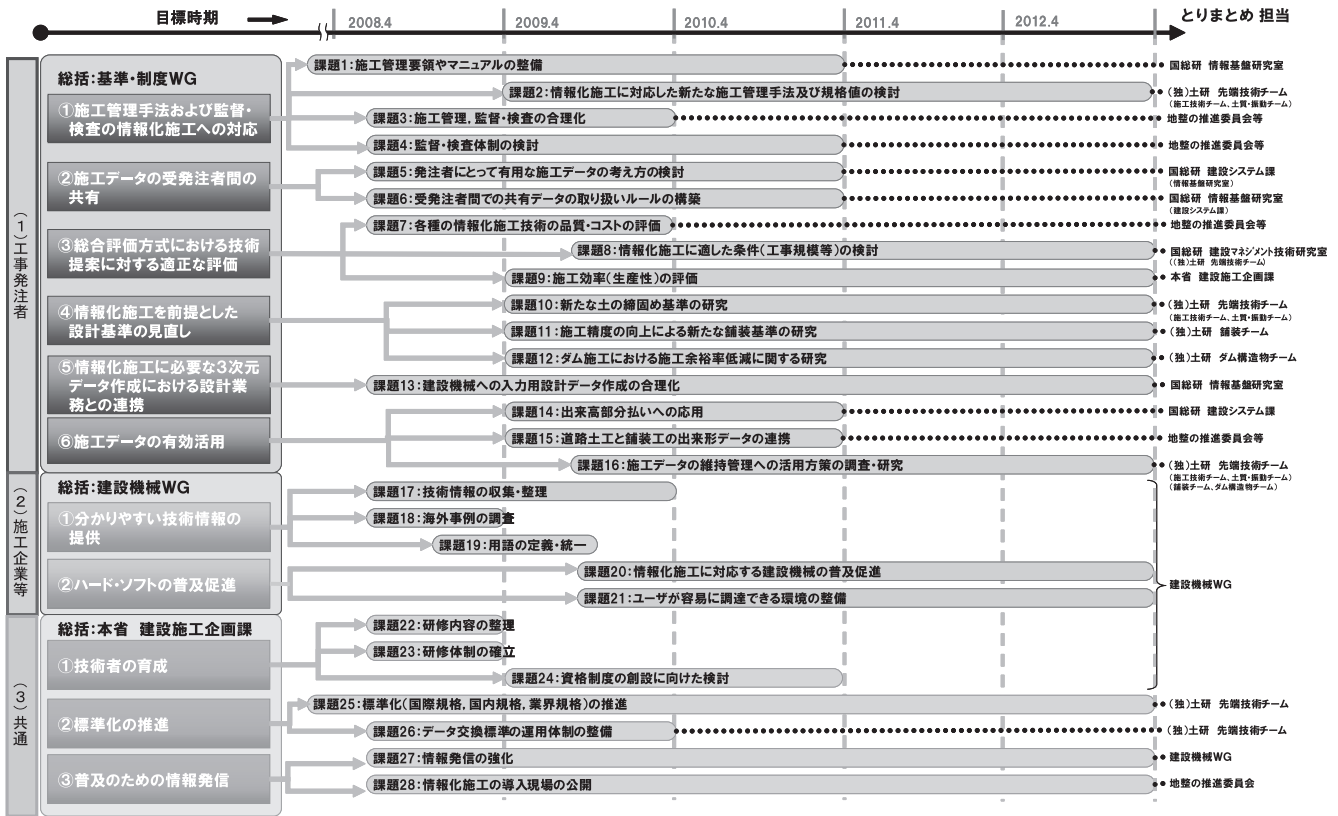 目標時期
2008.4
2009.4
2010.4
2011.4
2012.4
とりまとめ 担当
(1)工事発注者
総括:基準・制度WG
①施工管理手法および監督・
検査の情報化施工への対応
課題1:施工管理要領やマニュアルの整備
国総研 情報基盤研究室
課題2:情報化施工に対応した新たな施工管理手法及び規格値の検討
(独)土研 先端技術チーム
(施工技術チーム、土質・振動チーム)
課題3:施工管理,監督・検査の合理化
地整の推進委員会等
課題4:監督・検査体制の検討
地整の推進委員会等
②施工データの受発注者間の
共有
課題5:発注者にとって有用な施工データの考え方の検討
国総研 建設システム課
(情報基盤研究室)
課題6:受発注者間での共有データの取り扱いルールの構築
国総研 情報基盤研究室
(建設システム課)
③総合評価方式における技術
提案に対する適正な評価
課題7:各種の情報化施工技術の品質・コストの評価
地整の推進委員会等
課題8:情報化施工に適した条件(工事規模等)の検討
国総研 建設マネジメント技術研究室
((独)土研 先端技術チーム)
課題9:施工効率(生産性)の評価
本省 建設施工企画課
④情報化施工を前提とした
設計基準の見直し
課題10:新たな土の締固め基準の研究
(独)土研 先端技術チーム
(施工技術チーム、土質・振動チーム)
課題11:施工精度の向上による新たな舗装基準の研究
(独)土研 舗装チーム
課題12:ダム施工における施工余裕率低減に関する研究
(独)土研 ダム構造物チーム
⑤情報化施工に必要な3次元
データ作成における設計業
務との連携
課題13:建設機械への入力用設計データ作成の合理化
国総研 情報基盤研究室
⑥施工データの有効活用
課題14:出来高部分払いへの応用
国総研 建設システム課
課題15:道路土工と舗装工の出来形データの連携
地整の推進委員会等
課題16:施工データの維持管理への活用方策の調査・研究
(独)土研 先端技術チーム
(施工技術チーム、土質・振動チーム)
(舗装チーム、ダム構造物チーム)
(2)施工企業等
総括:建設機械WG
①分かりやすい技術情報の
提供
課題17:技術情報の収集・整理
課題18:海外事例の調査
課題19:用語の定義・統一
②ハード・ソフトの普及促進
課題20:情報化施工に対応する建設機械の普及促進
課題21:ユーザが容易に調達できる環境の整備
建設機械WG
(3)共通
総括:本省 建設施工企画課
①技術者の育成
課題22:研修内容の整理
課題23:研修体制の確立
課題24:資格制度の創設に向けた検討
②標準化の推進
課題25:標準化(国際規格,国内規格,業界規格)の推進
(独)土研 先端技術チーム
課題26:データ交換標準の運用体制の整備
(独)土研 先端技術チーム
③普及のための情報発信
課題27:情報発信の強化
建設機械WG
課題28:情報化施工の導入現場の公開
地整の推進委員会